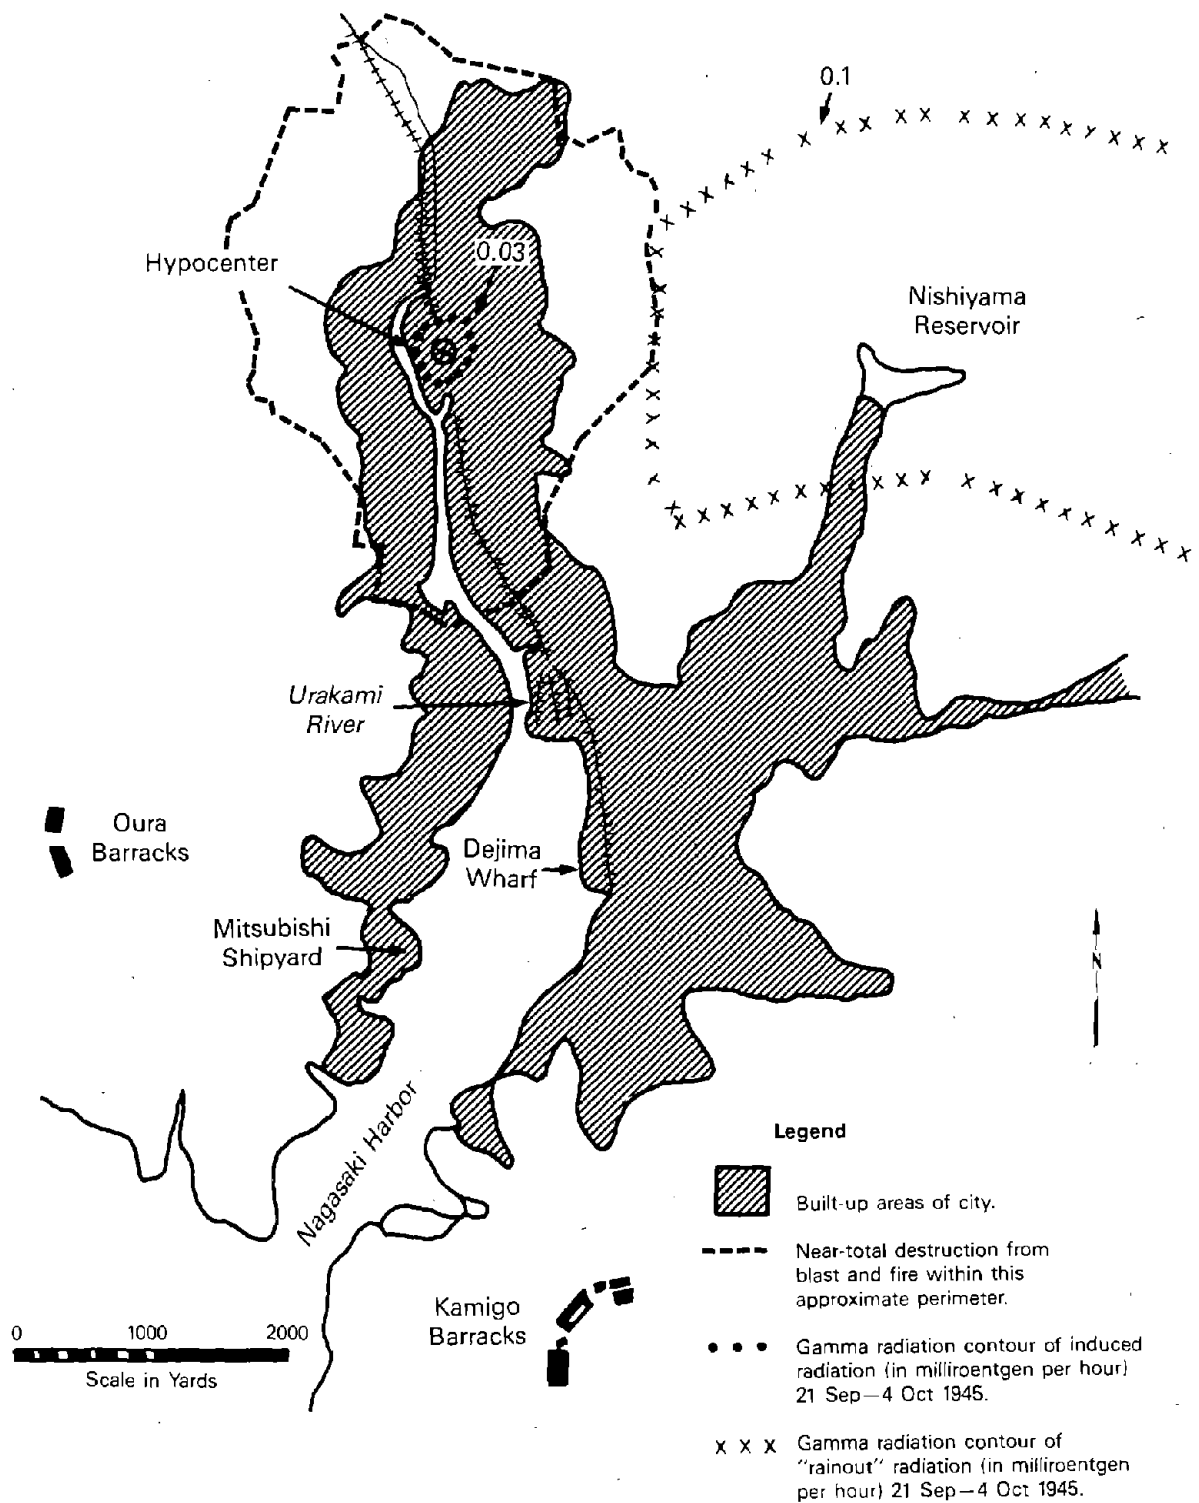 0.1
Hypocenter
0.03
Nishiyama
Reservoir
Urakami
River
Oura
Barracks
Dejima
Wharf
Mitsubishi
Shipyard
N
Nagasaki Harbor
Legend
Built-up areas of city.
Near-total destruction from
blast and fire within this
approximate perimeter.
Kamigo
Barracks
0 1000 2000
Scale in Yards
Gamma radiation contour of induced
radiation (in milliroentgen per hour)
21 Sep—4 Oct 1945.
x x x Gamma radiation contour of
"rainout" radiation (in milliroentgen
per hour) 21 Sep—4 Oct 1945.